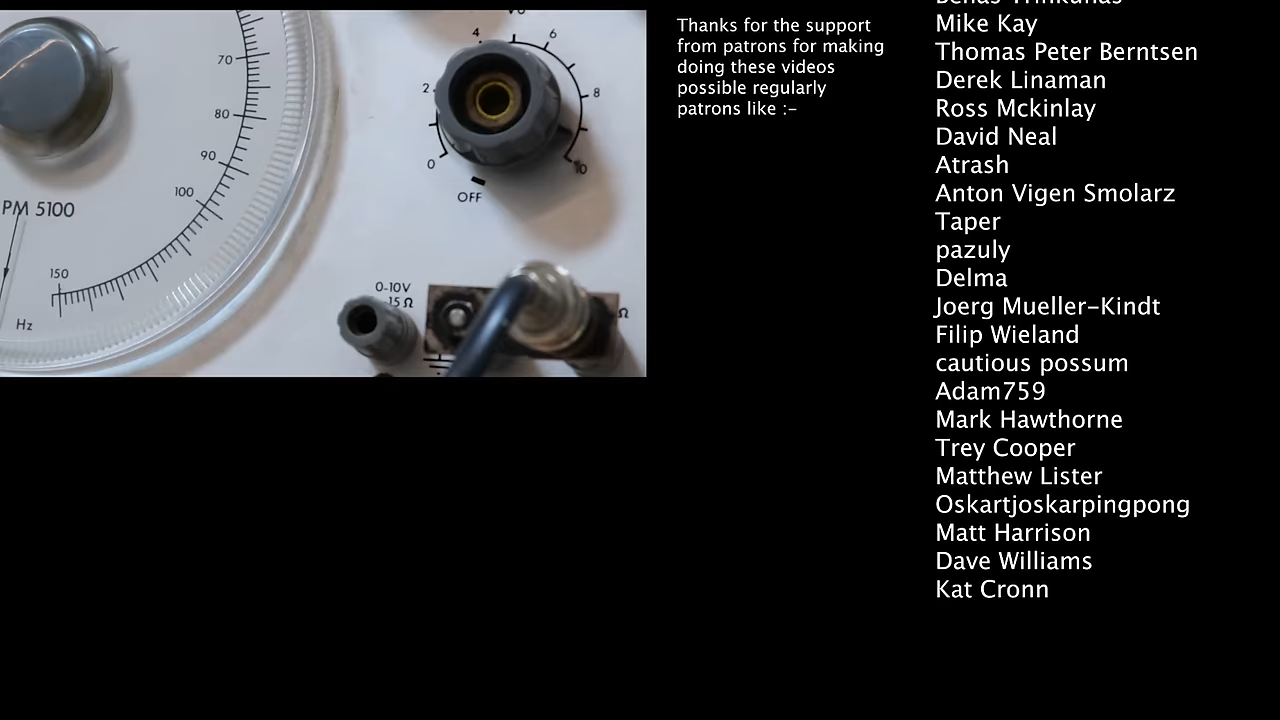 70
80
90
100
150
PM 5100
Hz
4
6
2
8
0
10
OFF
0-10V
15 Ω
Ω
Thanks for the support
from patrons for making
doing these videos
possible regularly
patrons like :-
Mike Kay
Thomas Peter Berntsen
Derek Linaman
Ross Mckinlay
David Neal
Atrash
Anton Vigen Smolarz
Taper
pazuly
Delma
Joerg Mueller-Kindt
Filip Wieland
cautious possum
Adam759
Mark Hawthorne
Trey Cooper
Matthew Lister
Oskartjoskarpingpong
Matt Harrison
Dave Williams
Kat Cronn